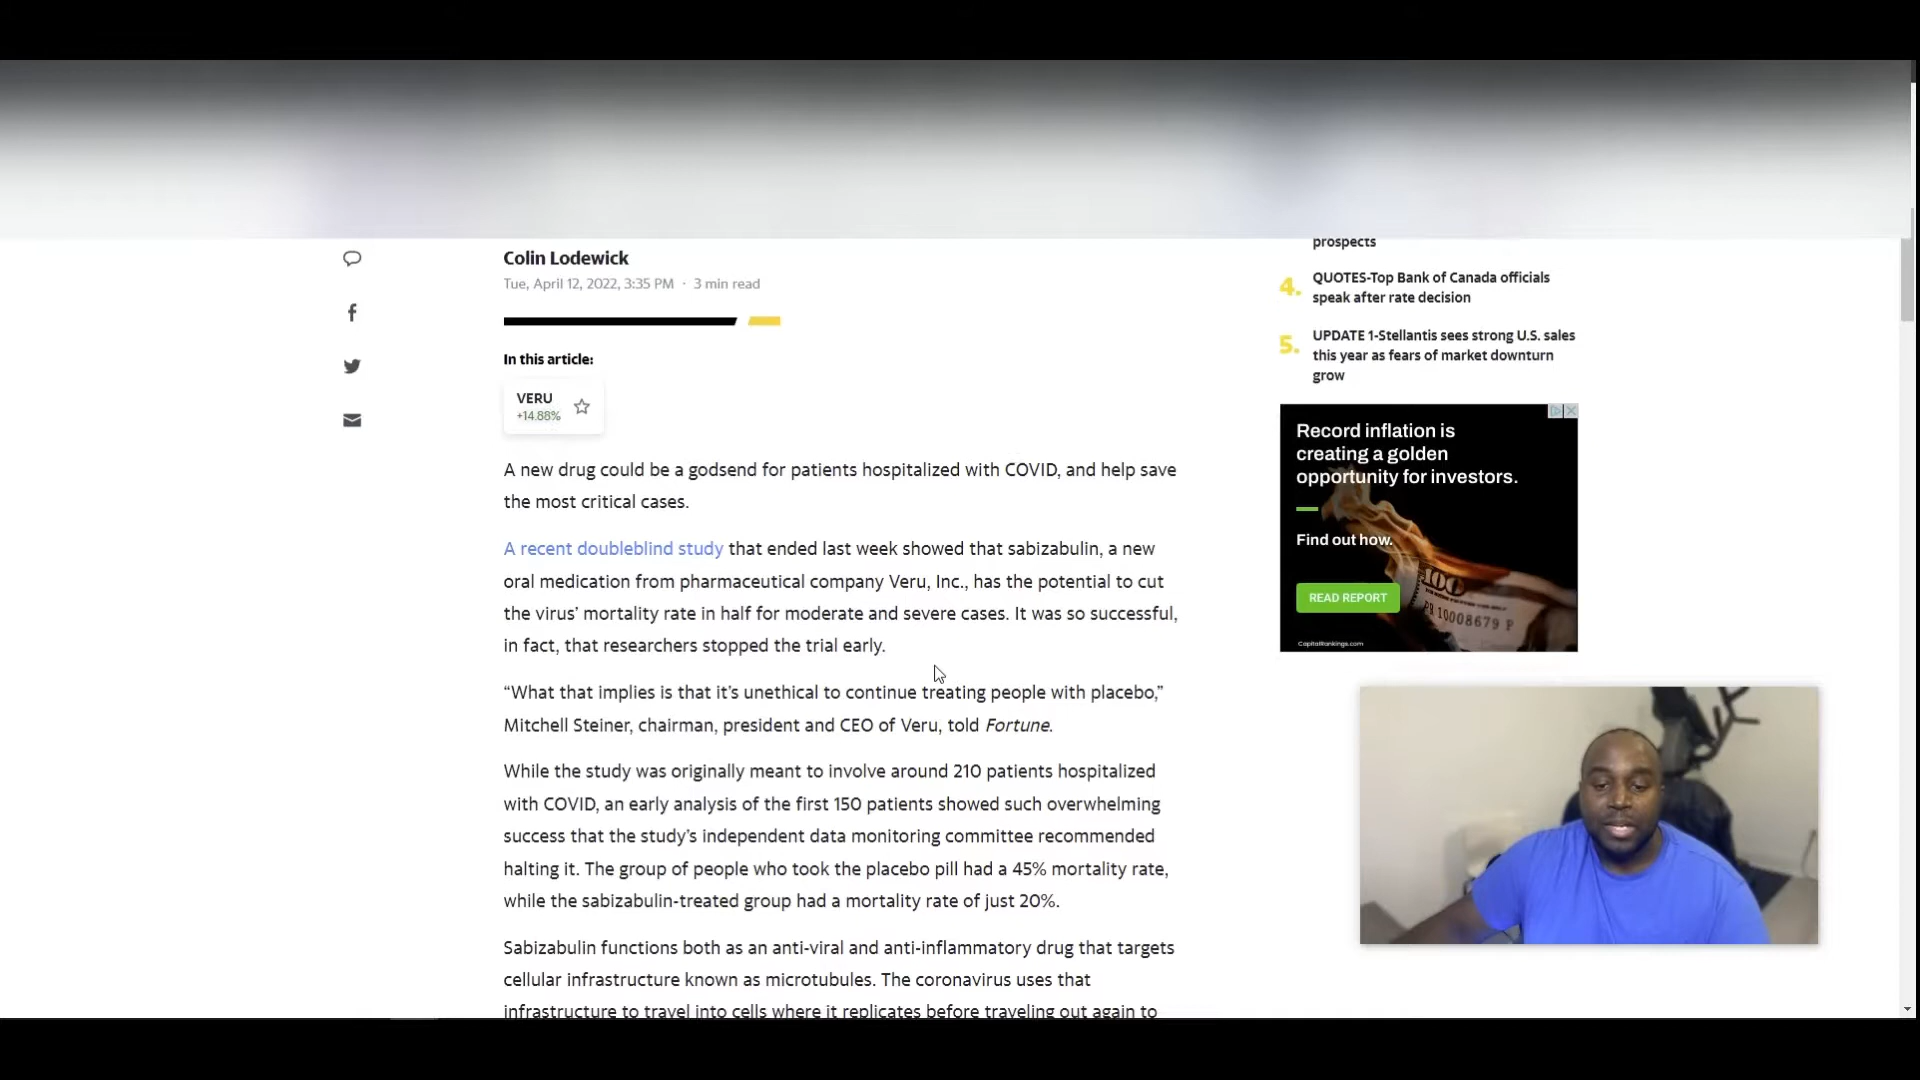 Colin Lodewick
Tue, April 12, 2022, 3:35 PM · 3 min read
In this article:
VERU
+14.88%
A new drug could be a godsend for patients hospitalized with COVID, and help save
the most critical cases.
A recent doubleblind study that ended last week showed that sabizabulin, a new
oral medication from pharmaceutical company Veru, Inc., has the potential to cut
the virus’ mortality rate in half for moderate and severe cases. It was so successful,
in fact, that researchers stopped the trial early.
“What that implies is that it’s unethical to continue treating people with placebo,”
Mitchell Steiner, chairman, president and CEO of Veru, told Fortune.
While the study was originally meant to involve around 210 patients hospitalized
with COVID, an early analysis of the first 150 patients showed such overwhelming
success that the study’s independent data monitoring committee recommended
halting it. The group of people who took the placebo pill had a 45% mortality rate,
while the sabizabulin-treated group had a mortality rate of just 20%.
Sabizabulin functions both as an anti-viral and anti-inflammatory drug that targets
cellular infrastructure known as microtubules. The coronavirus uses that
infrastructure to travel into cells where it replicates before traveling out again to
prospects
4. QUOTES-Top Bank of Canada officials
speak after rate decision
5. UPDATE 1-Stellantis sees strong U.S. sales
this year as fears of market downturn
grow
Record inflation is
creating a golden
opportunity for investors.
Find out how.
READ REPORT
100
PR 10008679 P
CapitalRankings.com